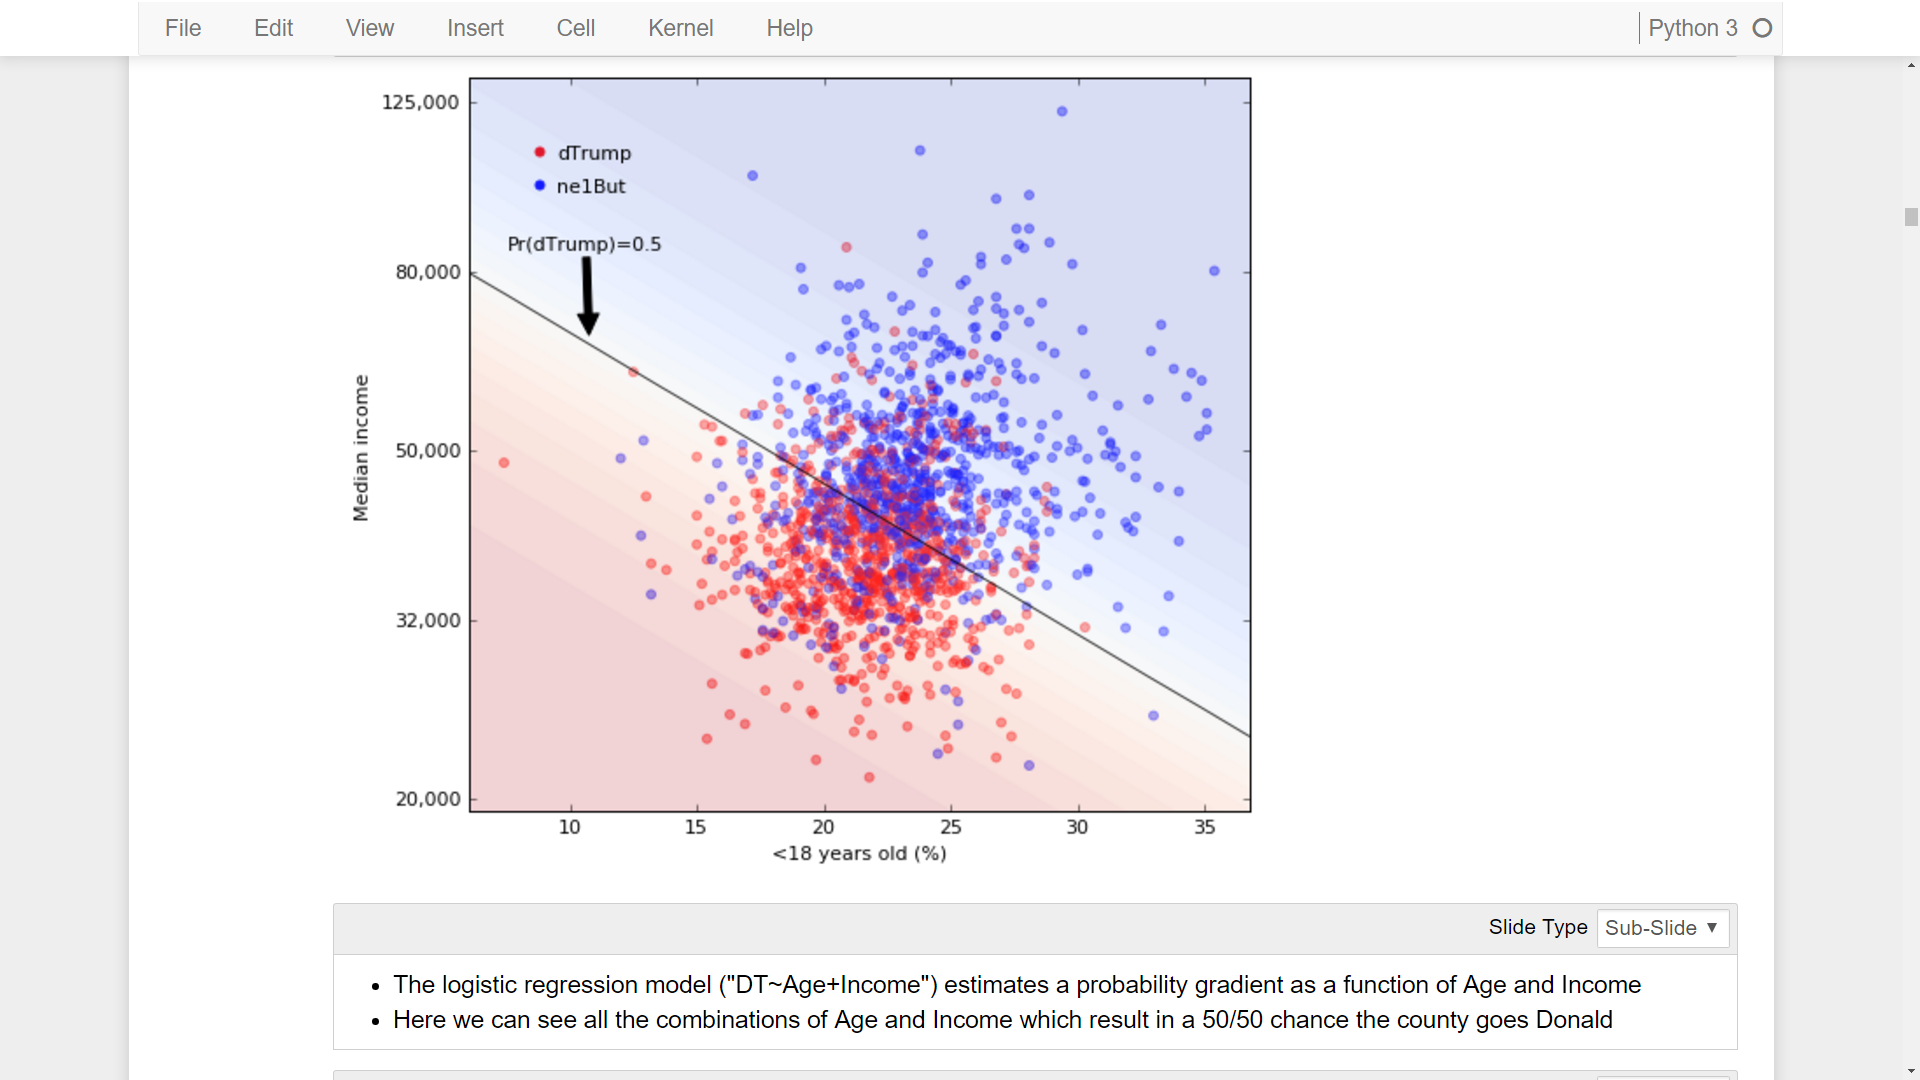 File Edit View Insert Cell Kernel Help Python 3
125,000
dTrump
ne1But
Pr(dTrump)=0.5
80,000
Median income
50,000
32,000
20,000
10 15 20 25 30 35
<18 years old (%)
Slide Type Sub-Slide ▼
• The logistic regression model ("DT~Age+Income") estimates a probability gradient as a function of Age and Income
• Here we can see all the combinations of Age and Income which result in a 50/50 chance the county goes Donald